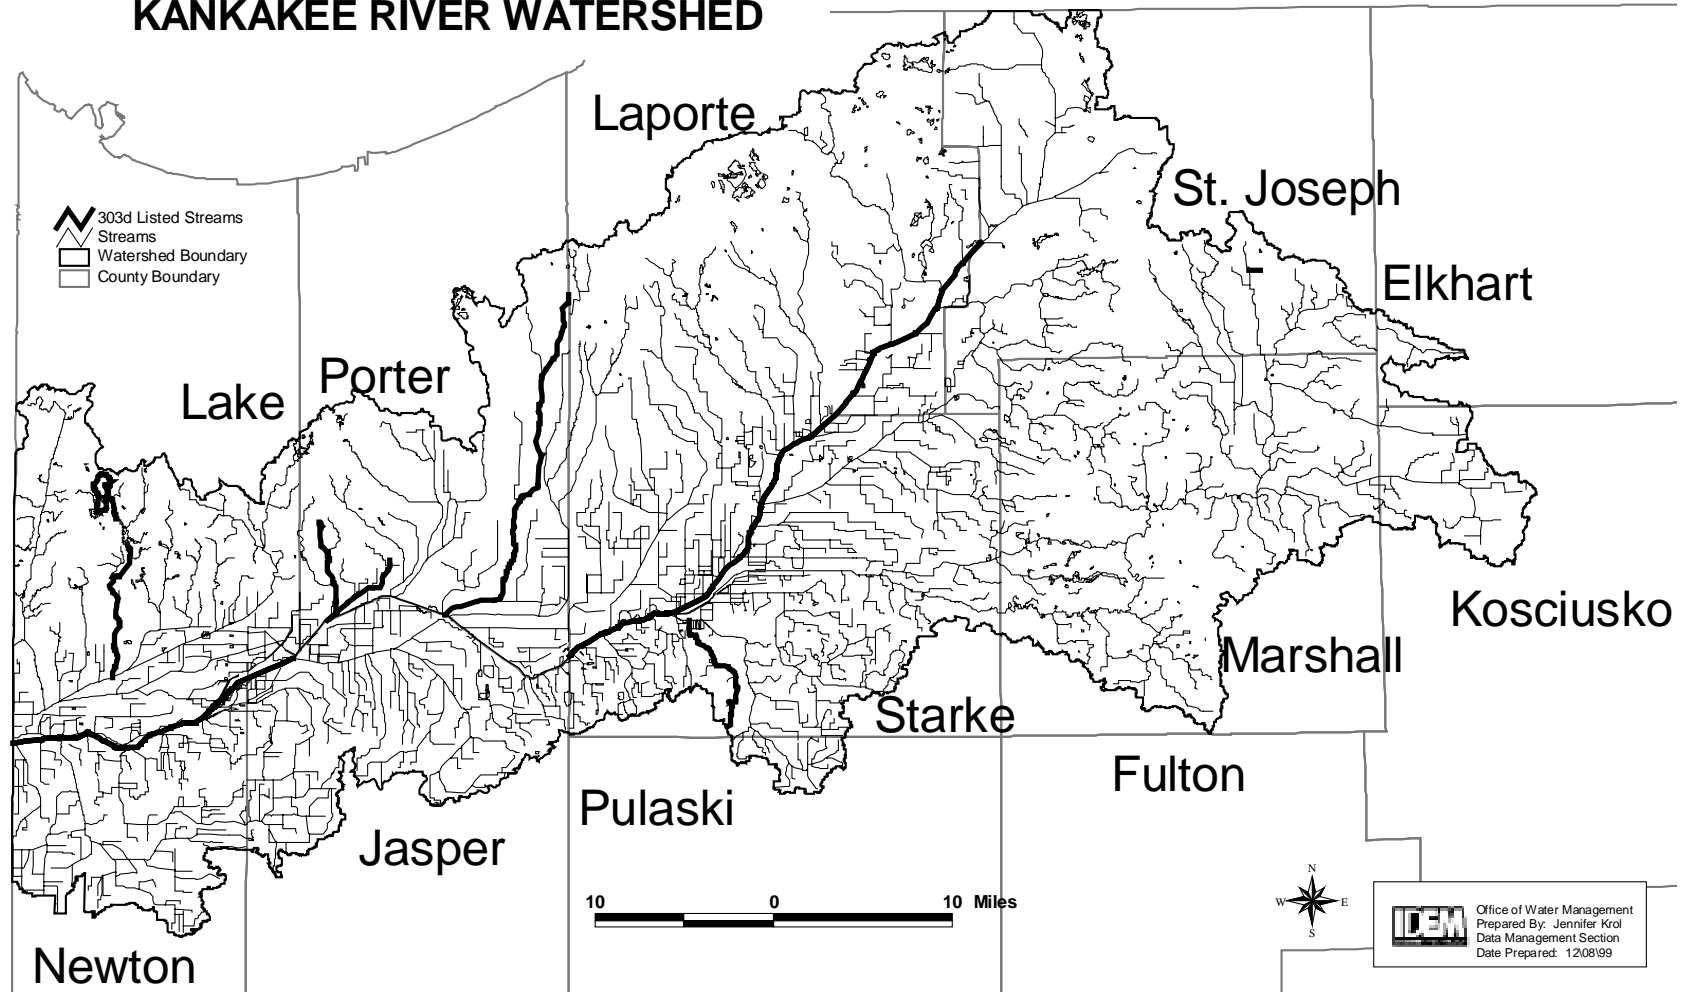 KANKAKEE RIVER WATERSHED
Laporte
St. Joseph
303d Listed Streams
Streams
Watershed Boundary
County Boundary
Elkhart
Porter
Lake
Kosciusko
Marshall
Starke
Fulton
Pulaski
Jasper
Newton
10 0 10 Miles
N
W E
S
IDEM
Office of Water Management
Prepared By: Jennifer Krol
Data Management Section
Date Prepared: 12\08\99